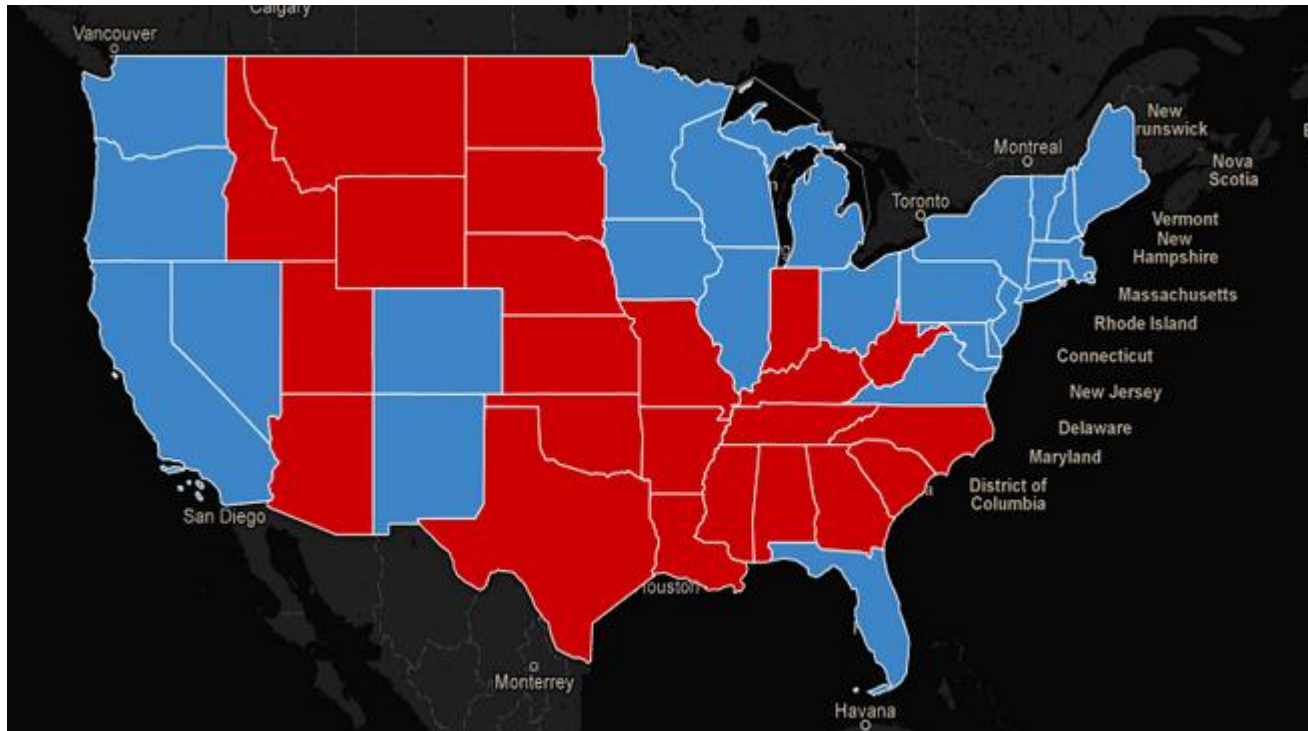 Calgary
Vancouver
New
runswick
Montreal
Nova
Scotia
Toronto
Vermont
New
Hampshire
Massachusetts
Rhode Island
Connecticut
New Jersey
Delaware
Maryland
District of
Columbia
San Diego
Houston
Monterrey
Havana